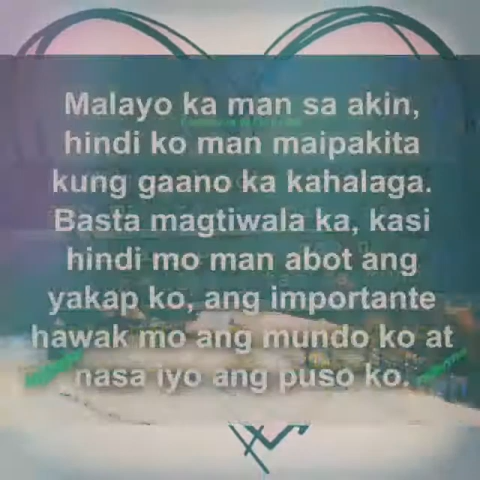 Malayo ka man sa akin,
hindi ko man maipakita
kung gaano ka kahalaga.
Basta magtiwala ka, kasi
hindi mo man abot ang
yakap ko, ang importante
hawak mo ang mundo ko at
nasa iyo ang puso ko.